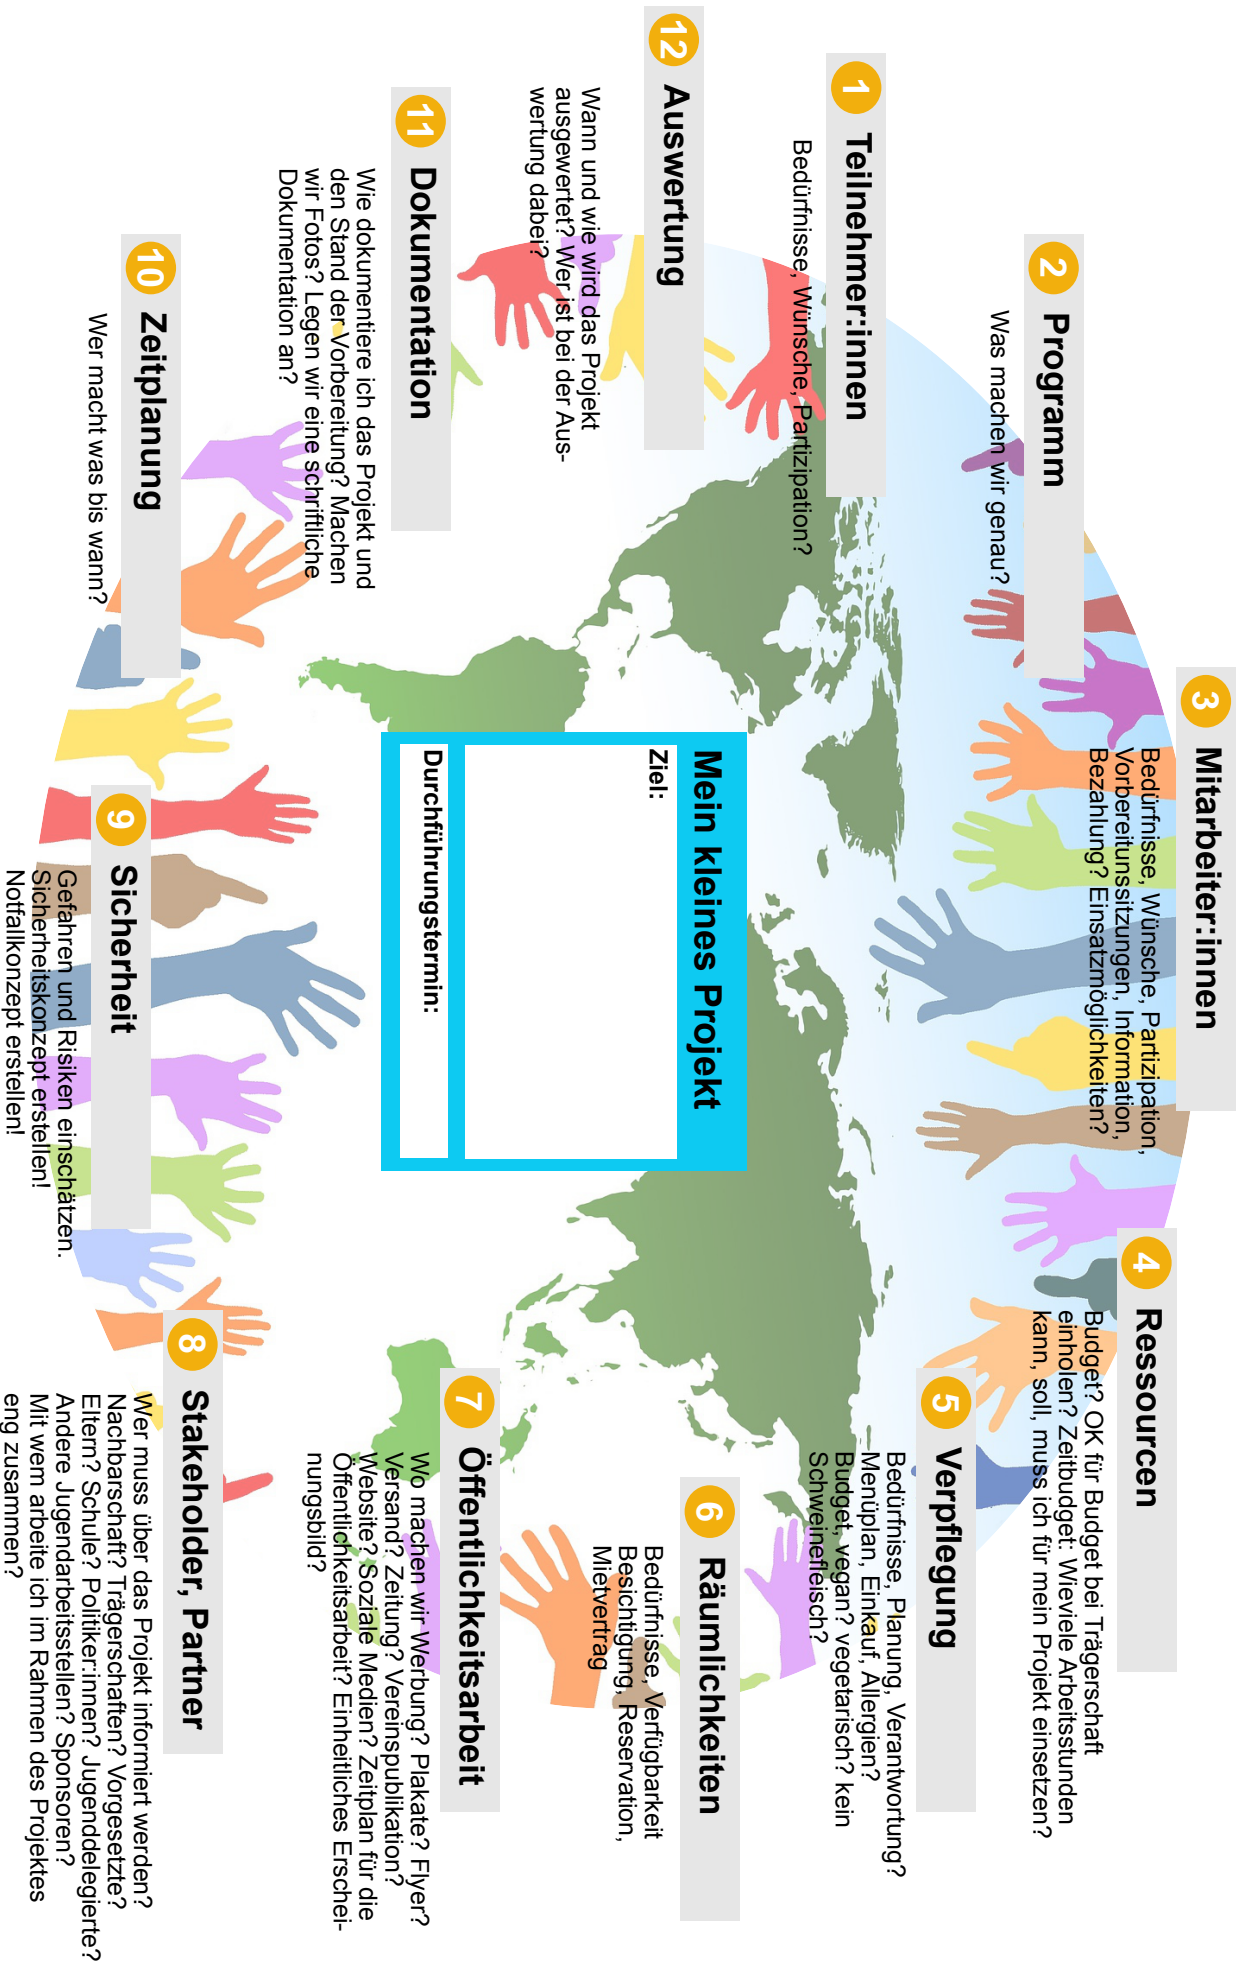 Mein kleines Projekt
Ziel:
Durchführungstermin:
1 Teilnehmer:innen
Bedürfnisse, Wünsche, Partizipation?
2 Programm
Was machen wir genau?
3 Mitarbeiter:innen
Bedürfnisse, Wünsche, Partizipation,
Vorbereitunssitzungen, Information,
Bezahlung? Einsatzmöglichkeiten?
4 Ressourcen
Budget? OK für Budget bei Trägerschaft
einholen? Zeitbudget: Wieviele Arbeitsstunden
kann, soll, muss ich für mein Projekt einsetzen?
5 Verpflegung
Bedürfnisse, Planung, Verantwortung?
Menüplan, Einkauf, Allergien?
Budget, vegan? vegetarisch? kein
Schweinefleisch?
6 Räumlichkeiten
Bedürfnisse, Verfügbarkeit
Besichtigung, Reservation,
Mietvertrag
7 Öffentlichkeitsarbeit
Wo machen wir Werbung? Plakate? Flyer?
Versand? Zeitung? Vereinspublikation?
Website? Soziale Medien? Zeitplan für die
Öffentlichkeitsarbeit? Einheitliches Erschei-
nungsbild?
8 Stakeholder, Partner
Wer muss über das Projekt informiert werden?
Nachbarschaft? Trägerschaften? Vorgesetzte?
Eltern? Schule? Politiker:innen? Jugenddelegierte?
Andere Jugendarbeitsstellen? Sponsoren?
Mit wem arbeite ich im Rahmen des Projektes
eng zusammen?
9 Sicherheit
Gefahren und Risiken einschätzen.
Sicherheitskonzept erstellen!
Notfallkonzept erstellen!
10 Zeitplanung
Wer macht was bis wann?
11 Dokumentation
Wie dokumentiere ich das Projekt und
den Stand der Vorbereitung? Machen
wir Fotos? Legen wir eine schriftliche
Dokumentation an?
12 Auswertung
Wann und wie wird das Projekt
ausgewertet? Wer ist bei der Aus-
wertung dabei?